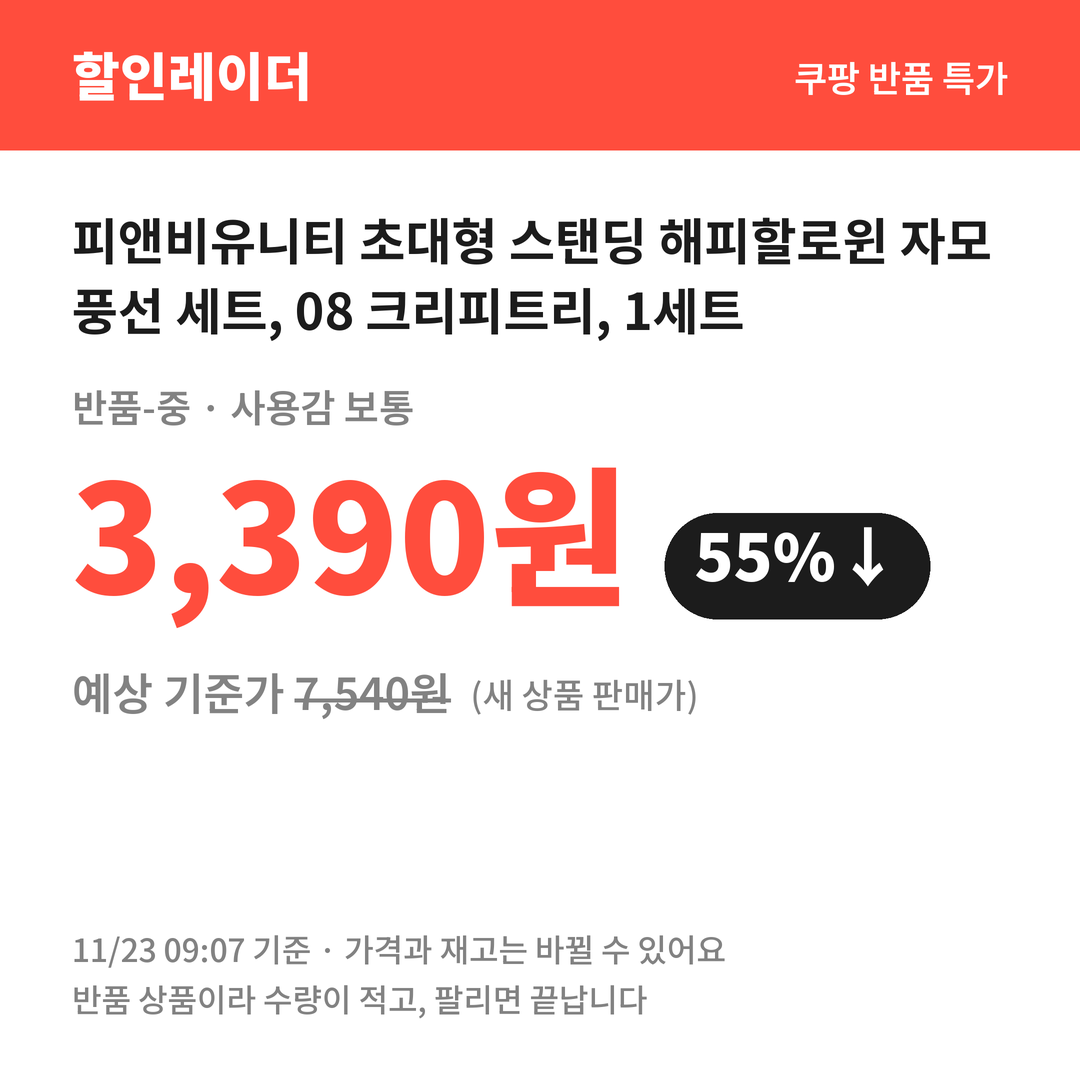 할인레이더
쿠팡 반품 특가
피앤비유니티 초대형 스탠딩 해피할로윈 자모
풍선 세트, 08 크리피트리, 1세트
반품-중 · 사용감 보통
3,390원
55%↓
예상 기준가 7,540원 (새 상품 판매가)
11/23 09:07 기준 · 가격과 재고는 바뀔 수 있어요
반품 상품이라 수량이 적고, 팔리면 끝납니다